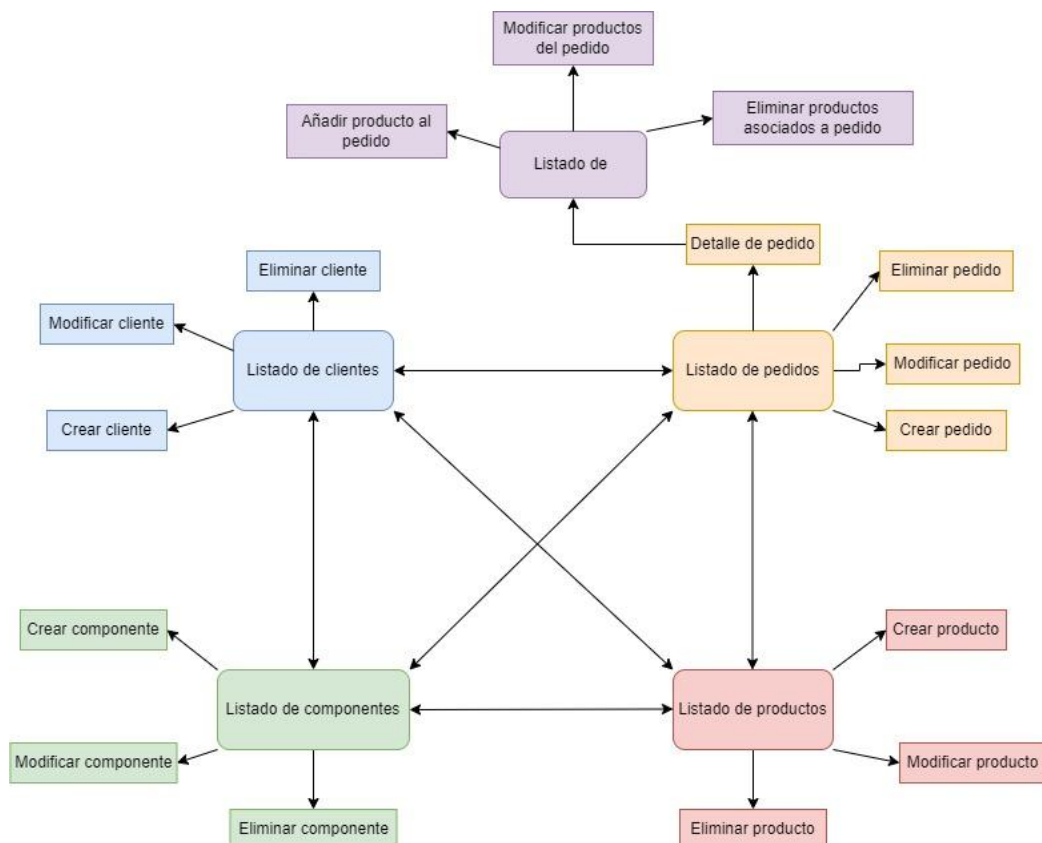 Modificar productos
del pedido
Añadir producto al
pedido
Eliminar productos
asociados a pedido
Listado de
Detalle de pedido
Eliminar cliente
Eliminar pedido
Modificar cliente
Listado de clientes
Listado de pedidos
Modificar pedido
Crear cliente
Crear pedido
Crear componente
Crear producto
Listado de componentes
Listado de productos
Modificar componente
Modificar producto
Eliminar componente
Eliminar producto